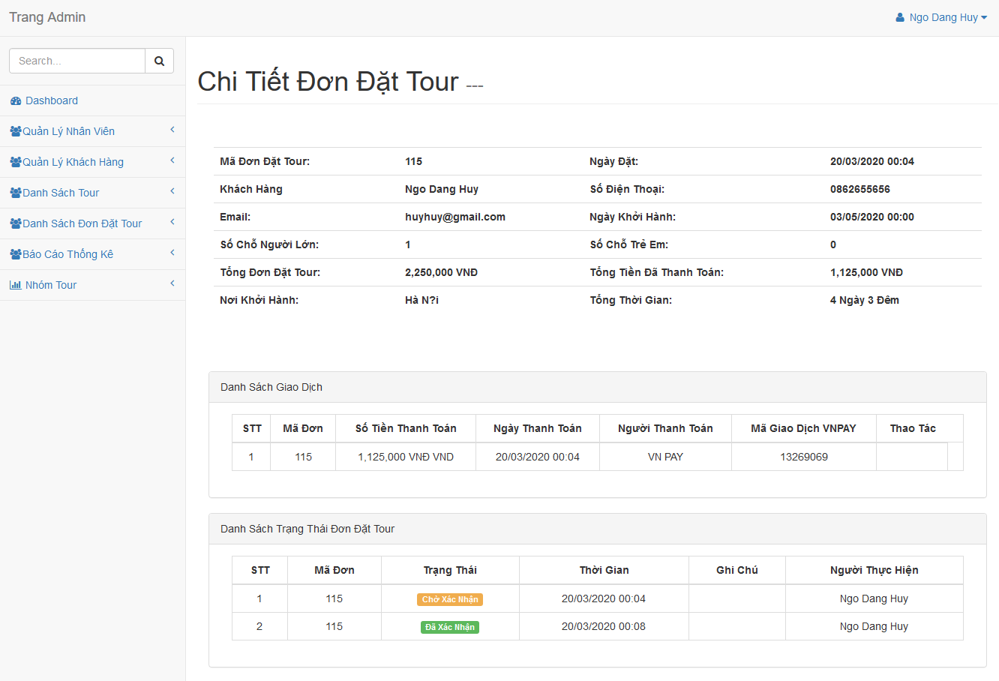 Trang Admin
Ngo Dang Huy
Search...
Dashboard
Quản Lý Nhân Viên
Quản Lý Khách Hàng
Danh Sách Tour
Danh Sách Đơn Đặt Tour
Báo Cáo Thống Kê
Nhóm Tour
Chi Tiết Đơn Đặt Tour ---
Mã Đơn Đặt Tour: 115 Ngày Đặt: 20/03/2020 00:04
Khách Hàng Ngo Dang Huy Số Điện Thoại: 0862655656
Email: huyhuy@gmail.com Ngày Khởi Hành: 03/05/2020 00:00
Số Chỗ Người Lớn: 1 Số Chỗ Trẻ Em: 0
Tổng Đơn Đặt Tour: 2,250,000 VNĐ Tổng Tiền Đã Thanh Toán: 1,125,000 VNĐ
Nơi Khởi Hành: Hà N?i Tổng Thời Gian: 4 Ngày 3 Đêm
Danh Sách Giao Dịch
STT Mã Đơn Số Tiền Thanh Toán Ngày Thanh Toán Người Thanh Toán Mã Giao Dịch VNPAY Thao Tác
1 115 1,125,000 VNĐ VND 20/03/2020 00:04 VN PAY 13269069
Danh Sách Trạng Thái Đơn Đặt Tour
STT Mã Đơn Trạng Thái Thời Gian Ghi Chú Người Thực Hiện
1 115 Chờ Xác Nhận 20/03/2020 00:04 Ngo Dang Huy
2 115 Đã Xác Nhận 20/03/2020 00:08 Ngo Dang Huy